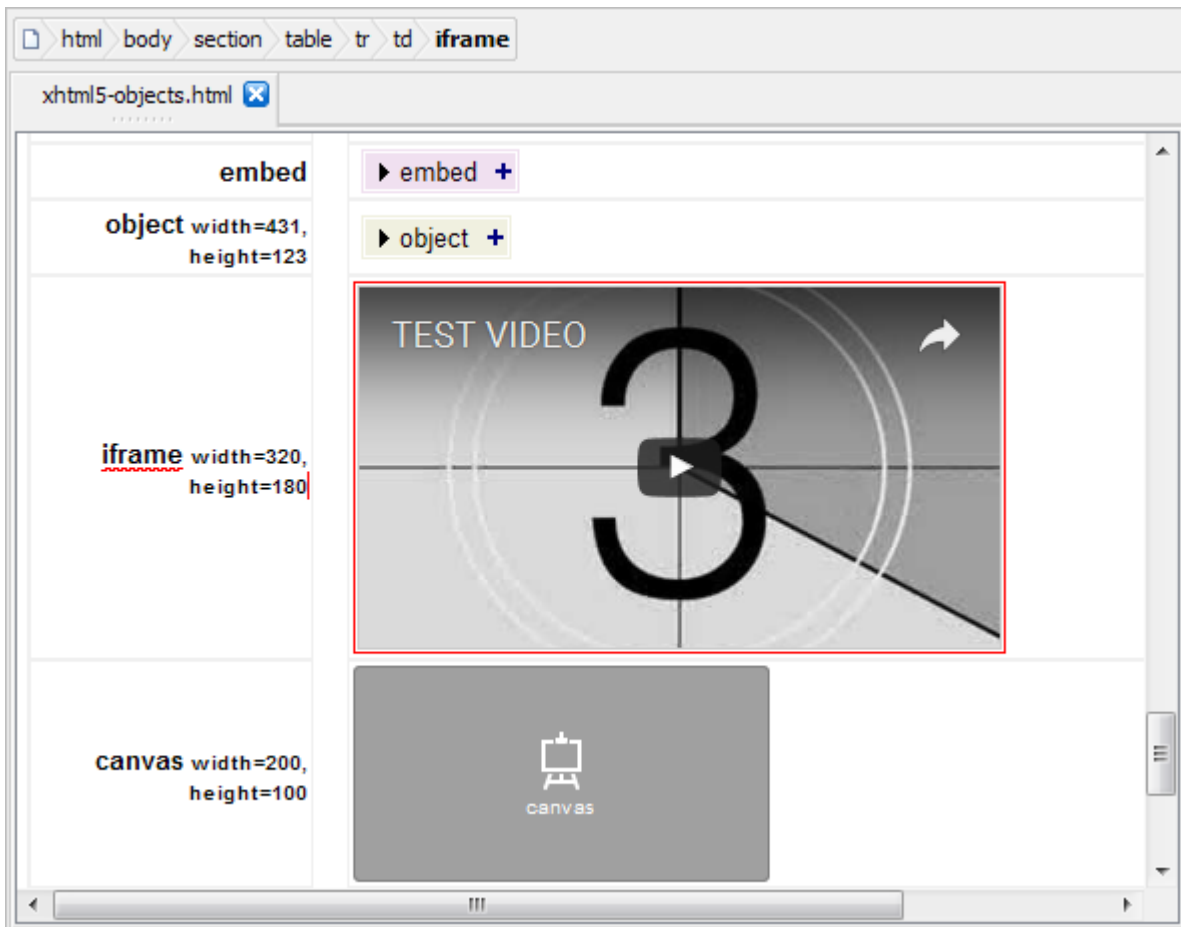 html body section table tr td iframe
xhtml5-objects.html
embed
embed +
object width=431,
height=123
object +
TEST VIDEO
3
iframe width=320,
height=180
canvas width=200,
height=100
canvas